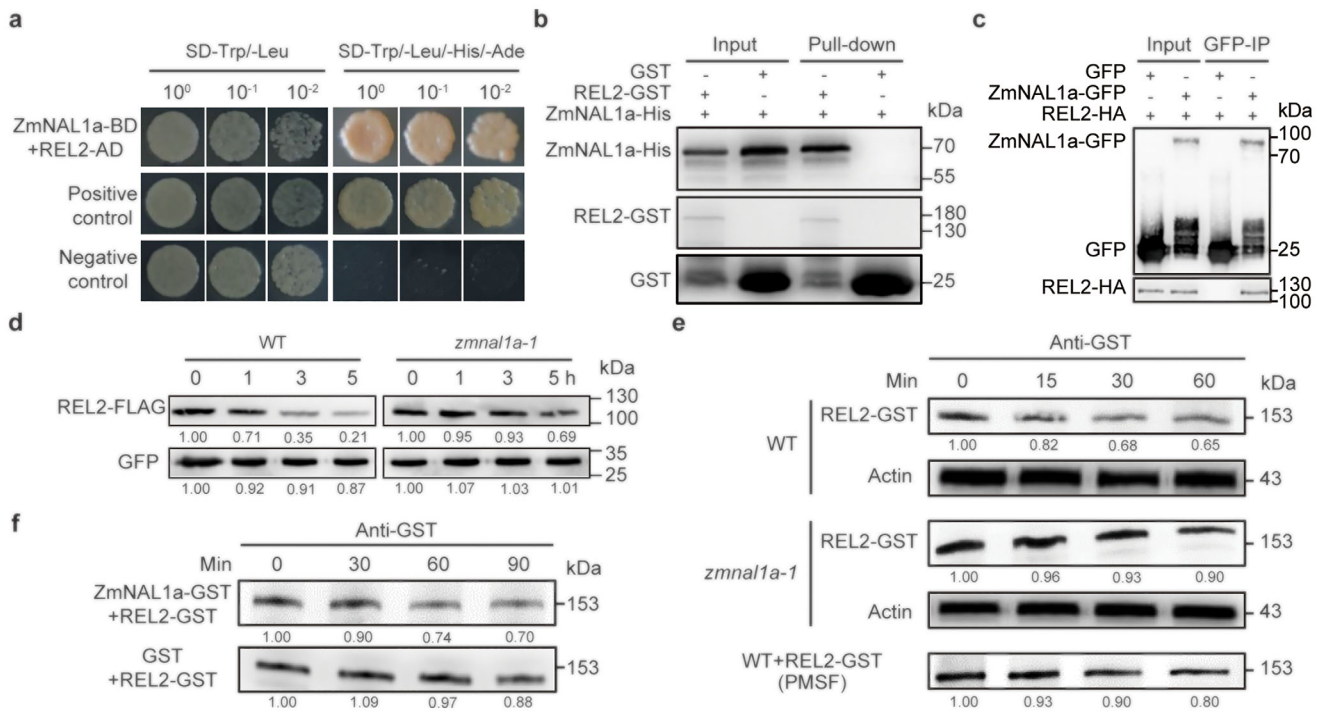 a
SD-Trp/-Leu SD-Trp/-Leu/-His/-Ade
10⁰ 10⁻¹ 10⁻² 10⁰ 10⁻¹ 10⁻²
ZmNAL1a-BD
+REL2-AD
Positive
control
Negative
control
b
Input Pull-down
GST - + - +
REL2-GST + - + -
ZmNAL1a-His + + + +
kDa
ZmNAL1a-His 70
55
REL2-GST 180
130
GST 25
c
Input GFP-IP
GFP + - + -
ZmNAL1a-GFP - + - +
REL2-HA + + + +
kDa
ZmNAL1a-GFP 100
70
GFP 25
REL2-HA 130
100
d
WT zmnal1a-1
0 1 3 5 0 1 3 5 h kDa
REL2-FLAG 130
100
1.00 0.71 0.35 0.21 1.00 0.95 0.93 0.69
GFP 35
25
1.00 0.92 0.91 0.87 1.00 1.07 1.03 1.01
e
Anti-GST
Min 0 15 30 60 kDa
WT
REL2-GST 153
1.00 0.82 0.68 0.65
Actin 43
zmnal1a-1
REL2-GST 153
1.00 0.96 0.93 0.90
Actin 43
WT+REL2-GST
(PMSF)
153
1.00 0.93 0.90 0.80
f
Anti-GST
Min 0 30 60 90 kDa
ZmNAL1a-GST
+REL2-GST
153
1.00 0.90 0.74 0.70
GST
+REL2-GST
153
1.00 1.09 0.97 0.88